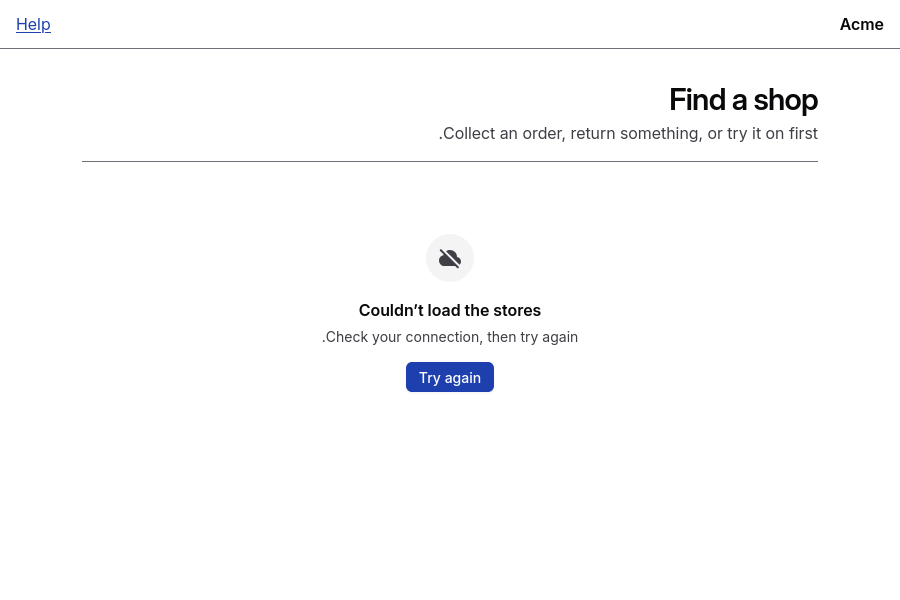 Acme
Help
Find a shop
.Collect an order, return something, or try it on first
Couldn’t load the stores
.Check your connection, then try again
Try again